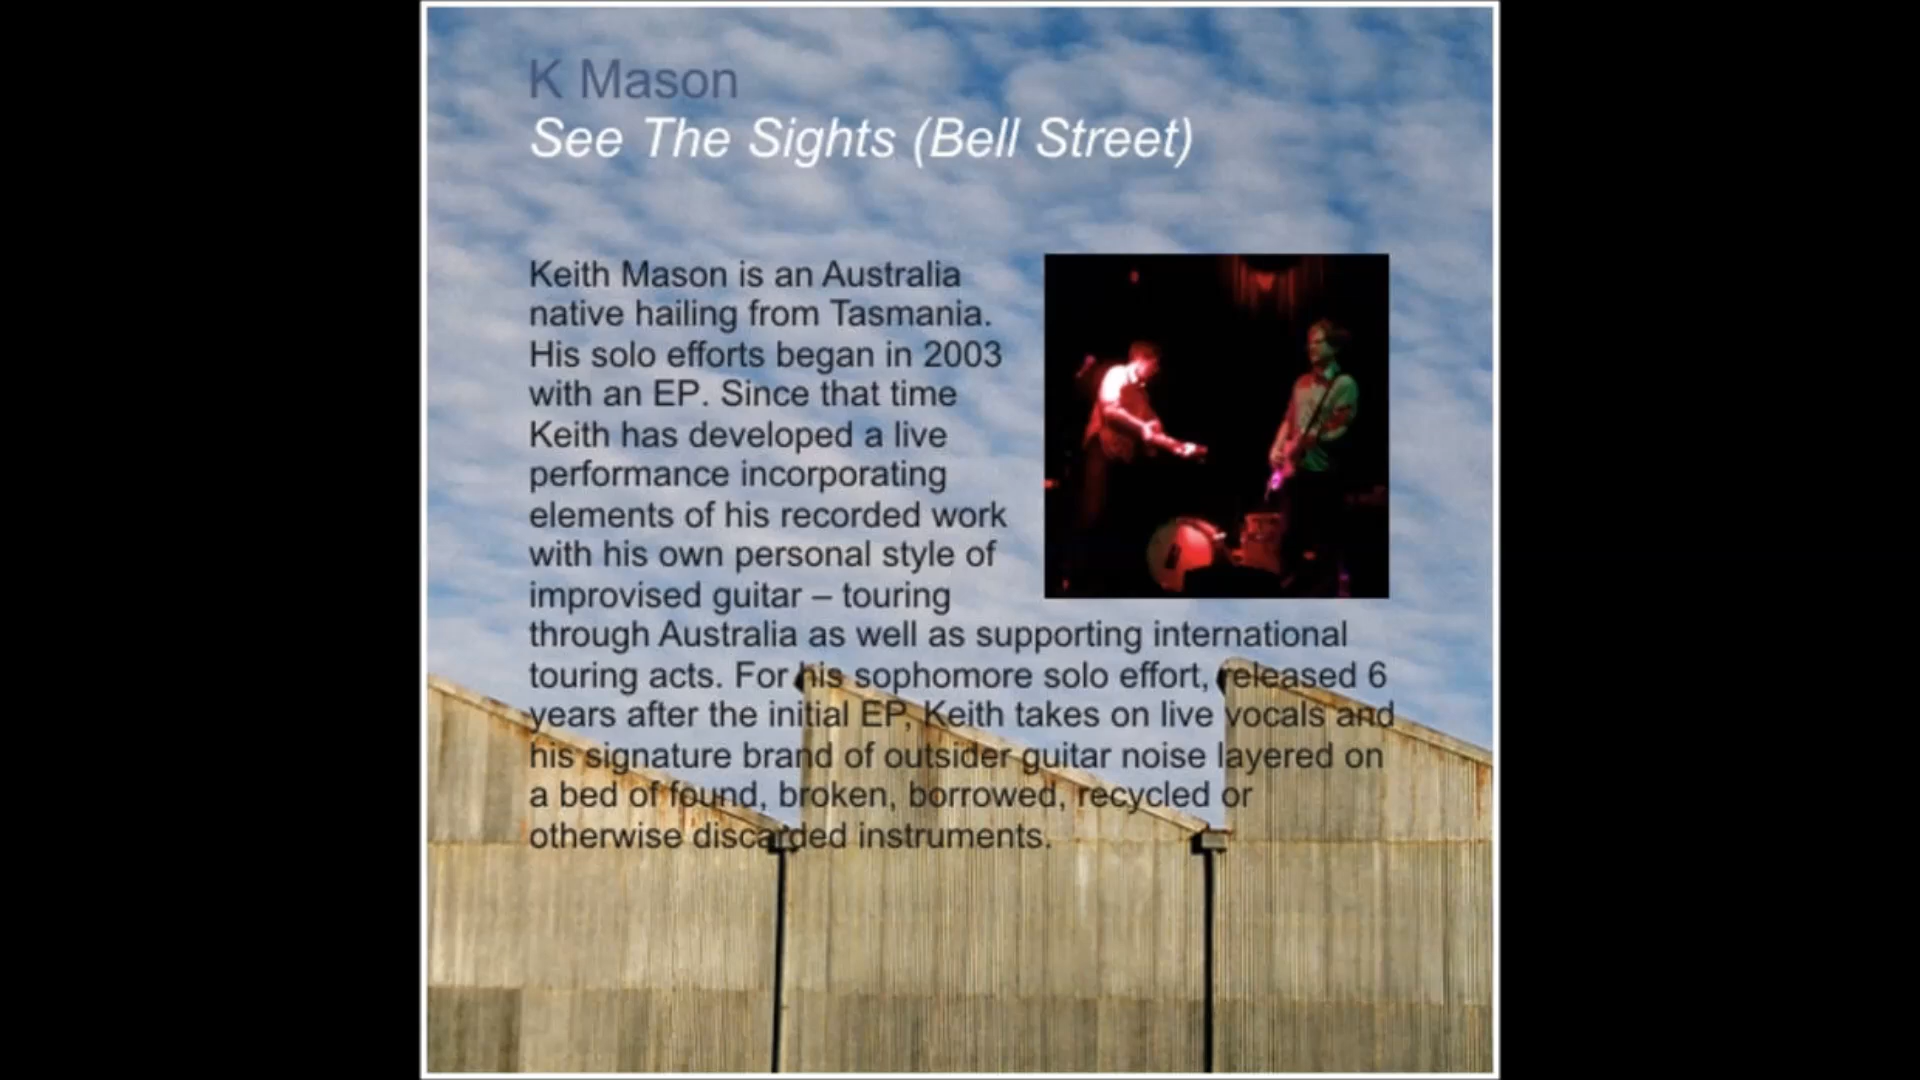 K Mason
See The Sights (Bell Street)
Keith Mason is an Australia
native hailing from Tasmania.
His solo efforts began in 2003
with an EP. Since that time
Keith has developed a live
performance incorporating
elements of his recorded work
with his own personal style of
improvised guitar – touring
through Australia as well as supporting international
touring acts. For his sophomore solo effort, released 6
years after the initial EP, Keith takes on live vocals and
his signature brand of outsider guitar noise layered on
a bed of found, broken, borrowed, recycled or
otherwise discarded instruments.